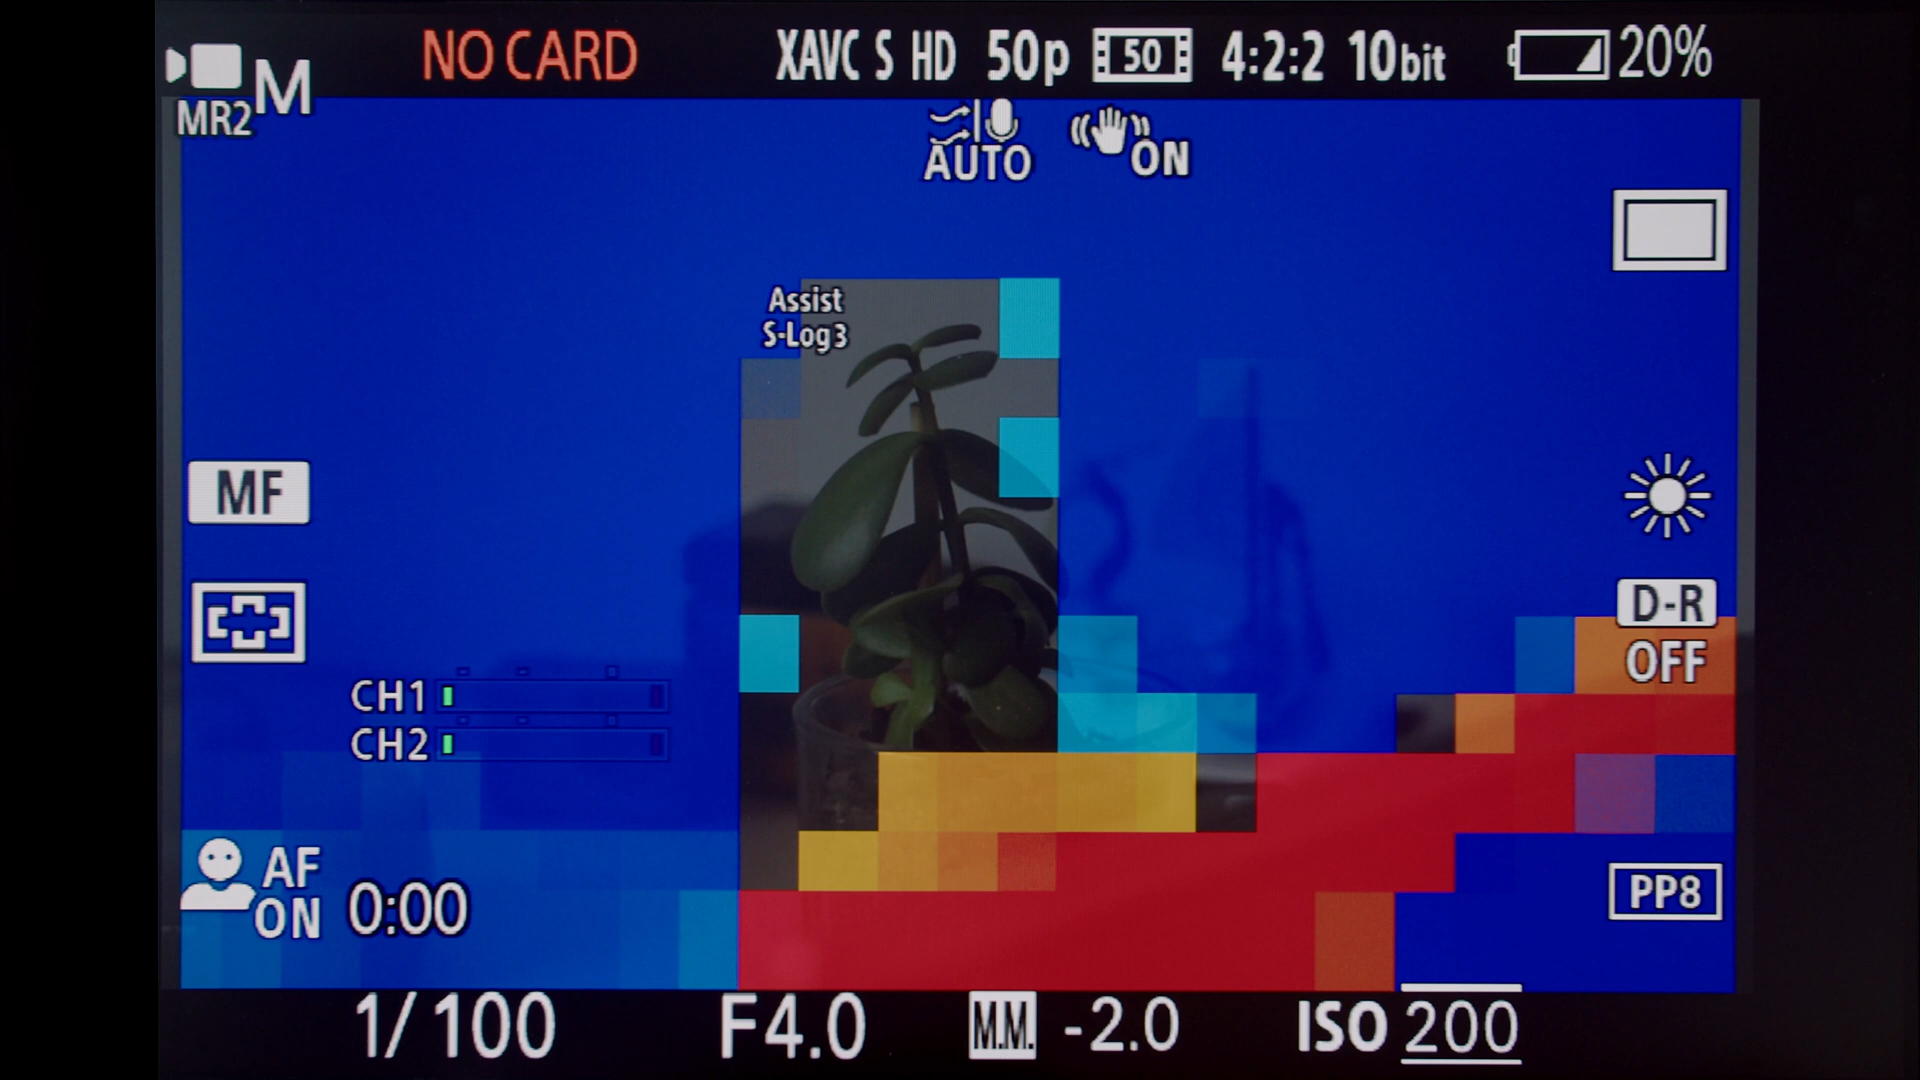 M NO CARD XAVC S HD 50p 50 4:2:2 10bit 20%
MR2
AUTO ON
Assist
S-Log3
MF
D-R
OFF
CH1
CH2
AF
ON 0:00
PP8
1/100 F4.0 M.M. -2.0 ISO 200